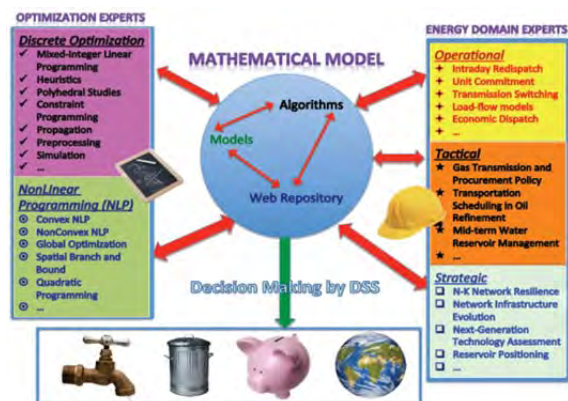 OPTIMIZATION EXPERTS
Discrete Optimization
✓ Mixed-Integer Linear
Programming
✓ Heuristics
✓ Polyhedral Studies
✓ Constraint
Programming
✓ Propagation
✓ Preprocessing
✓ Simulation
✓ ...
NonLinear
Programming (NLP)
⊙ Convex NLP
⊙ NonConvex NLP
⊙ Global Optimization
⊙ Spatial Branch and
Bound
⊙ Quadratic
Programming
⊙ ...
MATHEMATICAL MODEL
Algorithms
Models
Web Repository
Decision Making by DSS
ENERGY DOMAIN EXPERTS
Operational
✦ Intraday Redispatch
✦ Unit Commitment
✦ Transmission Switching
✦ Load-flow models
✦ Economic Dispatch
✦ ...
Tactical
★ Gas Transmission and
Procurement Policy
★ Transportation
Scheduling in Oil
Refinement
★ Mid-term Water
Reservoir Management
★ ...
Strategic
❑ N-K Network Resilience
❑ Network Infrastructure
Evolution
❑ Next-Generation
Technology Assessment
❑ Reservoir Positioning
❑ ...